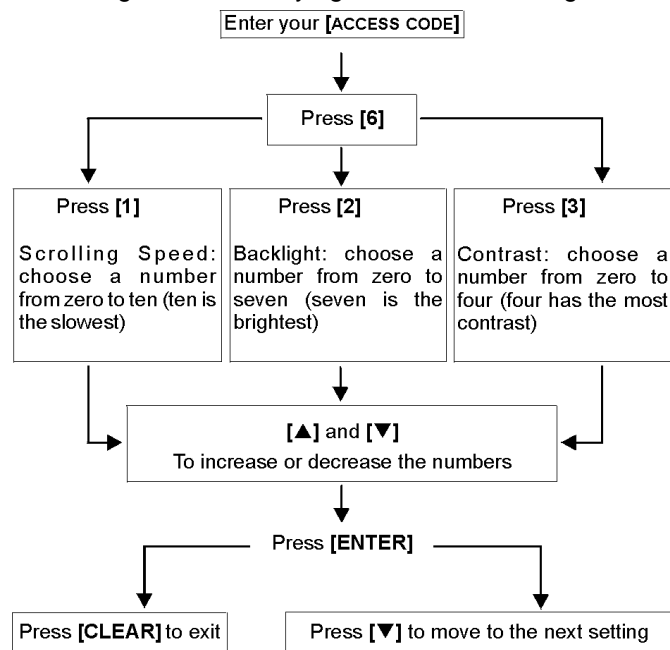 Enter your [ACCESS CODE]
Press [6]
Press [1]
Scrolling Speed:
choose a number
from zero to ten (ten is
the slowest)
Press [2]
Backlight: choose a
number from zero to
seven (seven is the
brightest)
Press [3]
Contrast: choose a
number from zero to
four (four has the most
contrast)
[▲] and [▼]
To increase or decrease the numbers
Press [ENTER]
Press [CLEAR] to exit
Press [▼] to move to the next setting